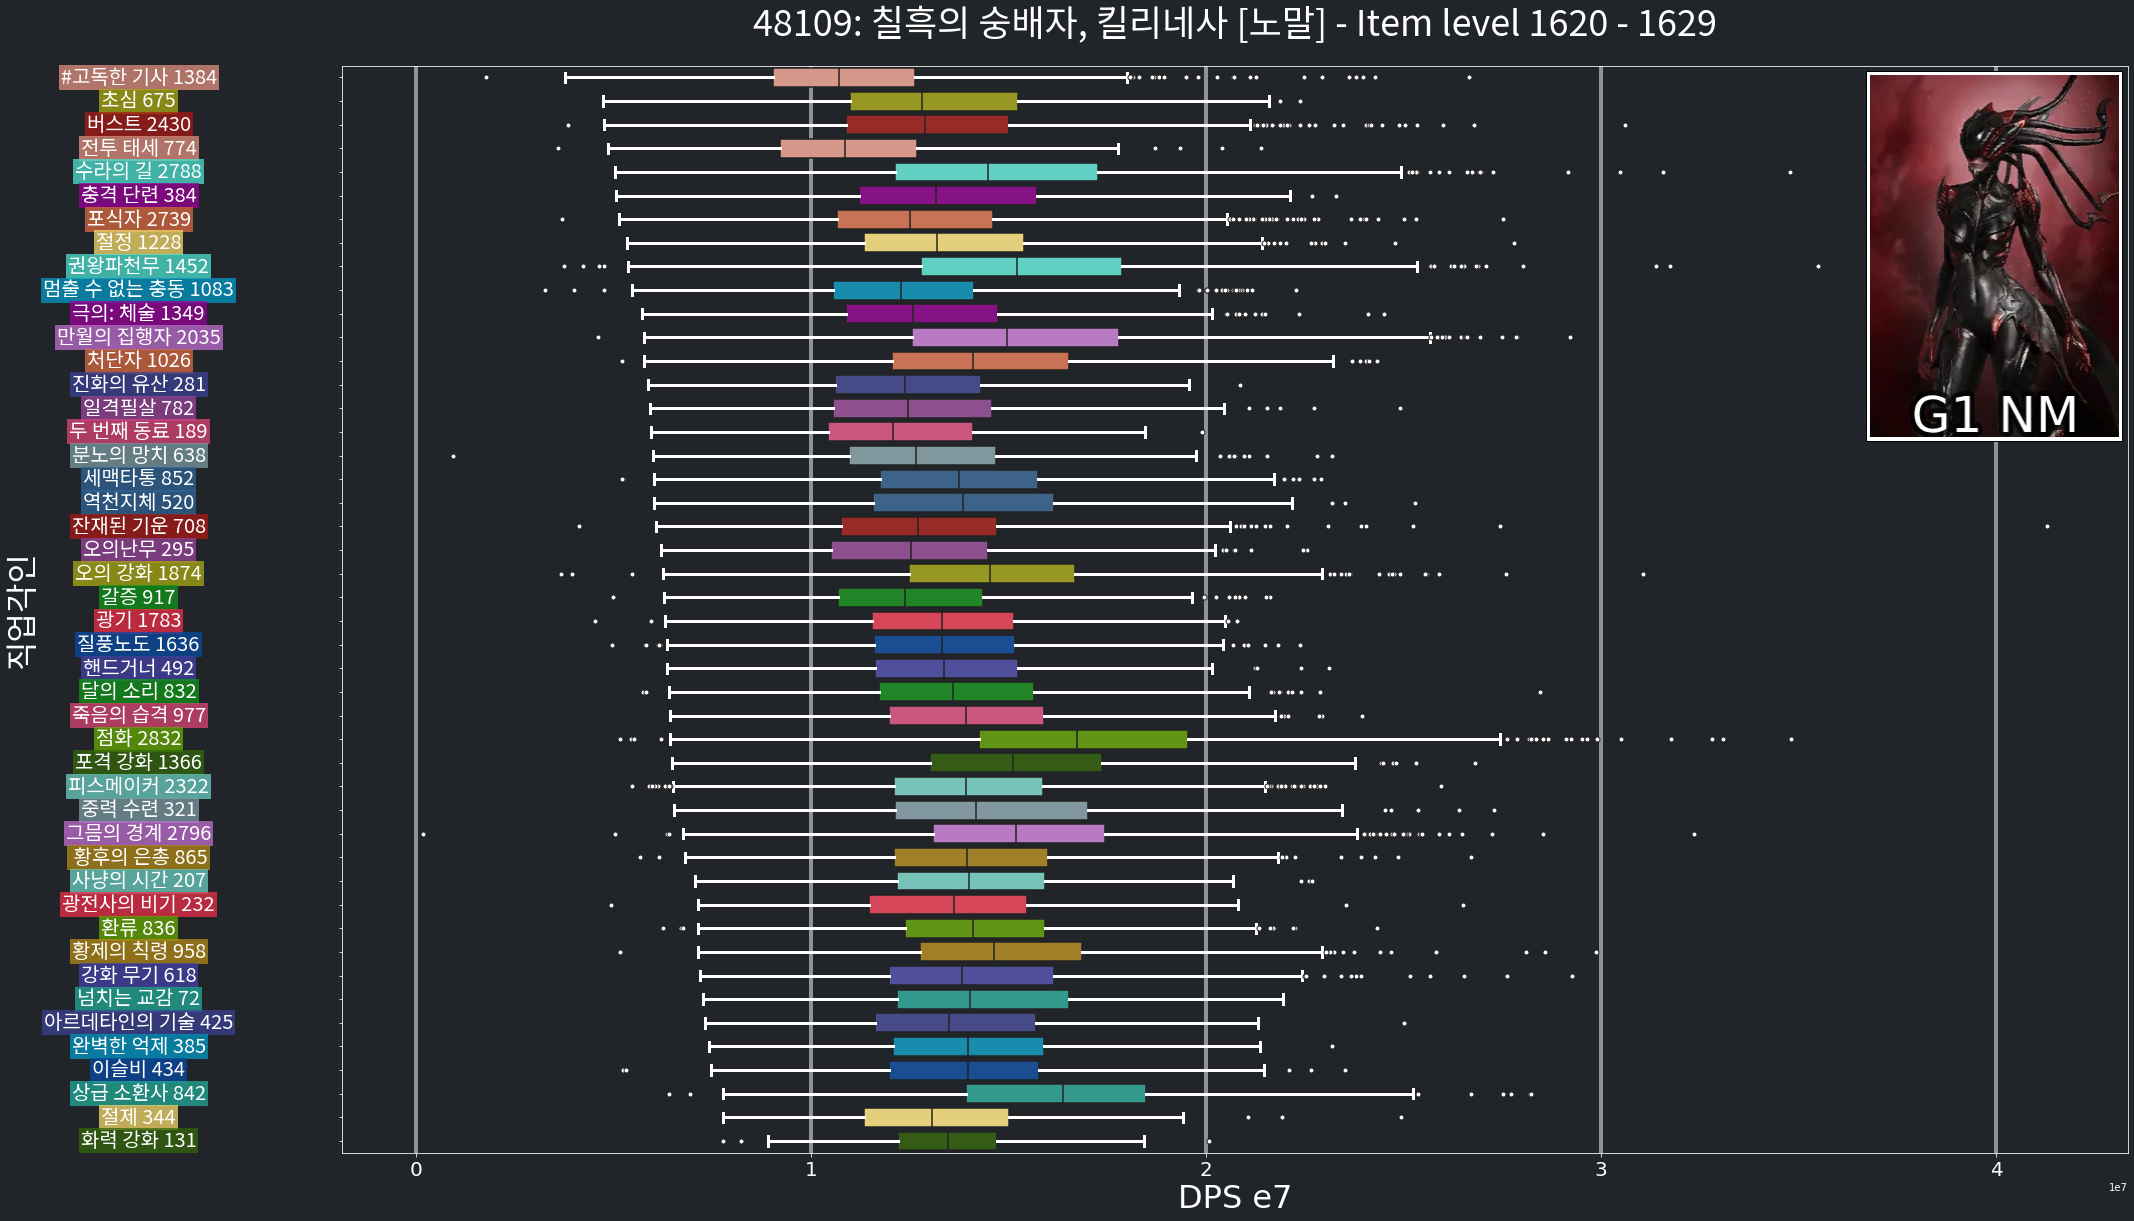 48109: 칠흑의 숭배자, 킬리네사 [노말] - Item level 1620 - 1629
#고독한 기사 1384
초심 675
버스트 2430
전투 태세 774
수라의 길 2788
충격 단련 384
포식자 2739
절정 1228
권왕파천무 1452
멈출 수 없는 충동 1083
극의: 체술 1349
만월의 집행자 2035
처단자 1026
진화의 유산 281
일격필살 782
두 번째 동료 189
분노의 망치 638
세맥타통 852
역천지체 520
잔재된 기운 708
오의난무 295
오의 강화 1874
갈증 917
광기 1783
질풍노도 1636
핸드거너 492
달의 소리 832
죽음의 습격 977
점화 2832
포격 강화 1366
피스메이커 2322
중력 수련 321
그믐의 경계 2796
황후의 은총 865
사냥의 시간 207
광전사의 비기 232
환류 836
황제의 칙령 958
강화 무기 618
넘치는 교감 72
아르데타인의 기술 425
완벽한 억제 385
이슬비 434
상급 소환사 842
절제 344
화력 강화 131
직업각인
G1 NM
0 1 2 3 4
DPS e7
1e7